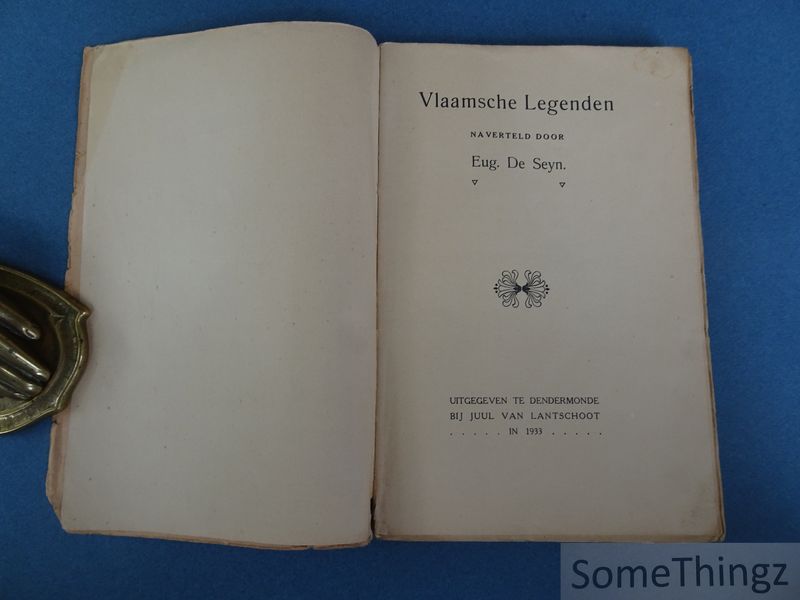 Vlaamsche Legenden
NAVERTELD DOOR
Eug. De Seyn.
UITGEGEVEN TE DENDERMONDE
BIJ JUUL VAN LANTSCHOOT
. . . . . IN 1933 . . . . .
SomeThingz